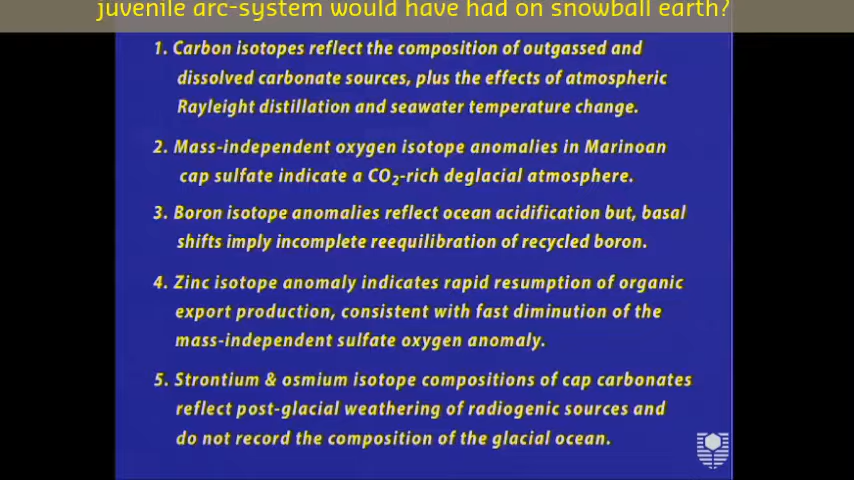 juvenile arc-system would have had on snowball earth?
1. Carbon isotopes reflect the composition of outgassed and
dissolved carbonate sources, plus the effects of atmospheric
Rayleight distillation and seawater temperature change.
2. Mass-independent oxygen isotope anomalies in Marinoan
cap sulfate indicate a CO₂-rich deglacial atmosphere.
3. Boron isotope anomalies reflect ocean acidification but, basal
shifts imply incomplete reequilibration of recycled boron.
4. Zinc isotope anomaly indicates rapid resumption of organic
export production, consistent with fast diminution of the
mass-independent sulfate oxygen anomaly.
5. Strontium & osmium isotope compositions of cap carbonates
reflect post-glacial weathering of radiogenic sources and
do not record the composition of the glacial ocean.